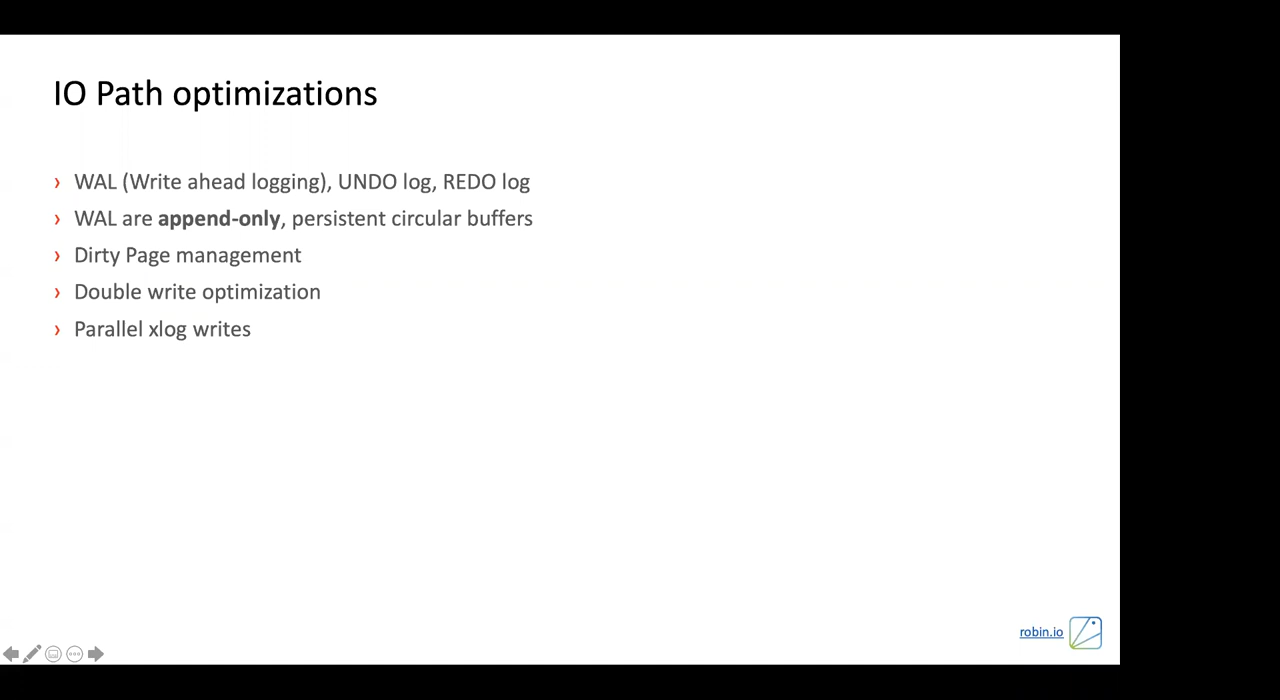 IO Path optimizations
› WAL (Write ahead logging), UNDO log, REDO log
› WAL are append-only, persistent circular buffers
› Dirty Page management
› Double write optimization
› Parallel xlog writes
robin.io